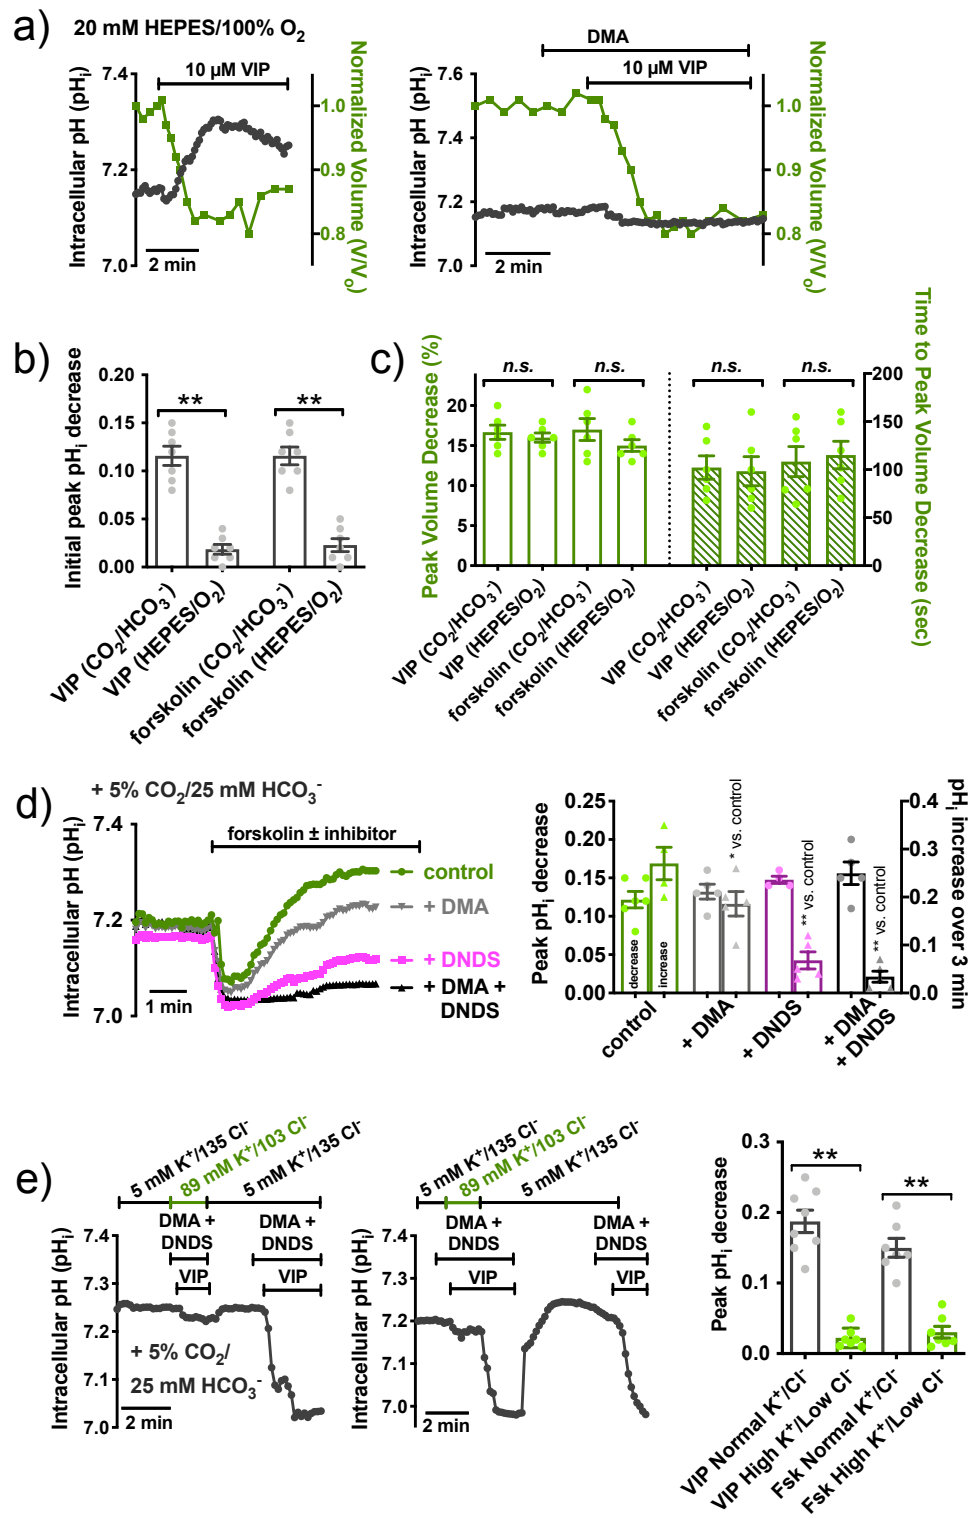 a)
20 mM HEPES/100% O2
Intracellular pH (pHi)
7.4
7.2
7.0
10 µM VIP
2 min
1.0
0.9
0.8
Normalized Volume (V/Vo)
Intracellular pH (pHi)
7.6
7.4
7.2
7.0
DMA
10 µM VIP
2 min
1.0
0.9
0.8
Normalized Volume (V/Vo)
b)
Initial peak pHi decrease
0.20
0.15
0.10
0.05
0.00
**
**
VIP (CO2/HCO3-)
VIP (HEPES/O2)
forskolin (CO2/HCO3-)
forskolin (HEPES/O2)
c)
Peak Volume Decrease (%)
20
15
10
5
0
n.s.
n.s.
n.s.
n.s.
200
150
100
50
0
Time to Peak Volume Decrease (sec)
VIP (CO2/HCO3-)
VIP (HEPES/O2)
forskolin (CO2/HCO3-)
forskolin (HEPES/O2)
VIP (CO2/HCO3-)
VIP (HEPES/O2)
forskolin (CO2/HCO3-)
forskolin (HEPES/O2)
d)
+ 5% CO2/25 mM HCO3-
Intracellular pH (pHi)
7.4
7.2
7.0
forskolin ± inhibitor
control
+ DMA
+ DNDS
+ DMA +
DNDS
1 min
Peak pHi decrease
0.25
0.20
0.15
0.10
0.05
0.00
decrease
increase
* vs. control
** vs. control
** vs. control
0.4
0.3
0.2
0.1
0.0
pHi increase over 3 min
control
+ DMA
+ DNDS
+ DMA
+ DNDS
e)
5 mM K+/135 Cl-
89 mM K+/103 Cl-
5 mM K+/135 Cl-
DMA +
DNDS
DMA +
DNDS
VIP
VIP
Intracellular pH (pHi)
7.3
7.2
7.1
7.0
+ 5% CO2/
25 mM HCO3-
2 min
5 mM K+/135 Cl-
89 mM K+/103 Cl-
5 mM K+/135 Cl-
DMA +
DNDS
DMA +
DNDS
VIP
VIP
Intracellular pH (pHi)
7.3
7.2
7.1
7.0
2 min
Peak pHi decrease
0.3
0.2
0.1
0.0
**
**
VIP Normal K+/Cl-
VIP High K+/Low Cl-
Fsk Normal K+/Cl-
Fsk High K+/Low Cl-